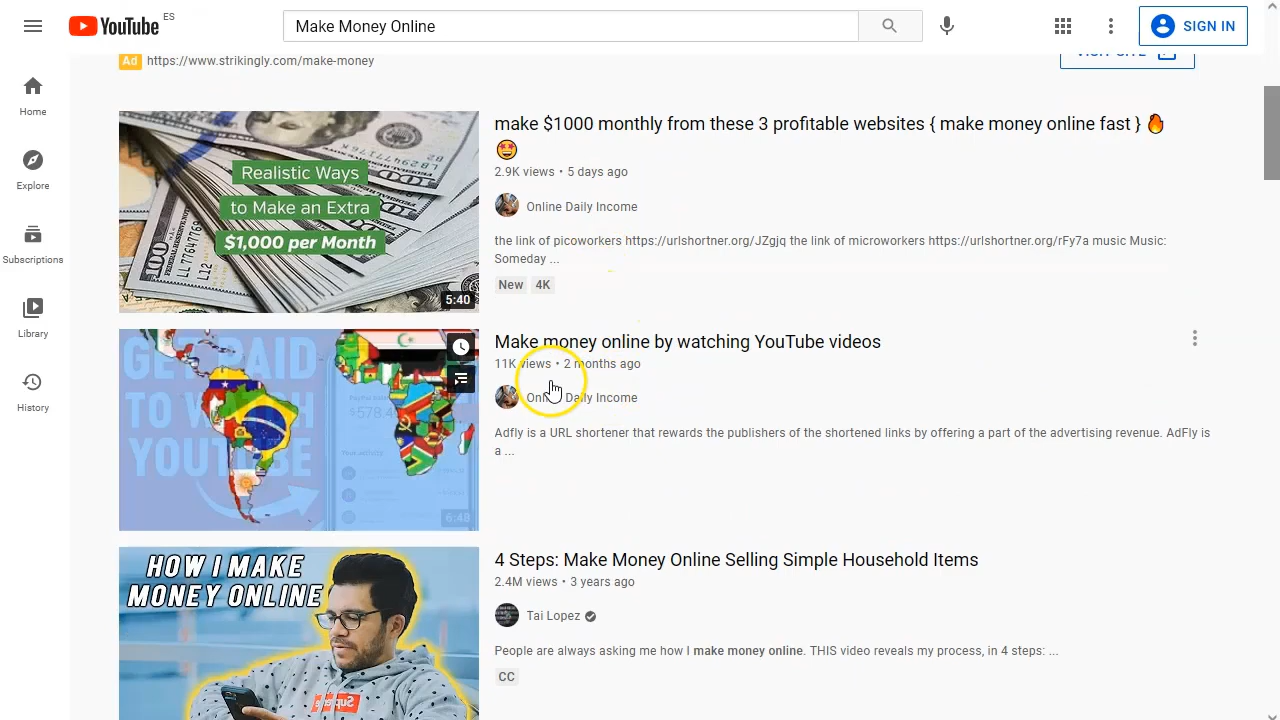 YouTube ES
Make Money Online
SIGN IN
Ad https://www.strikingly.com/make-money
Home
Explore
Subscriptions
Library
History
Realistic Ways
to Make an Extra
$1,000 per Month
5:40
make $1000 monthly from these 3 profitable websites { make money online fast } 🔥
🤩
2.9K views • 5 days ago
Online Daily Income
the link of picoworkers https://urlshortner.org/JZgjq the link of microworkers https://urlshortner.org/rFy7a music Music:
Someday ...
New 4K
GET PAID
TO WATCH
YOUTUBE
6:48
Make money online by watching YouTube videos
11K views • 2 months ago
Online Daily Income
Adfly is a URL shortener that rewards the publishers of the shortened links by offering a part of the advertising revenue. AdFly is
a ...
HOW I MAKE
MONEY ONLINE
4 Steps: Make Money Online Selling Simple Household Items
2.4M views • 3 years ago
Tai Lopez
People are always asking me how I make money online. THIS video reveals my process, in 4 steps: ...
CC